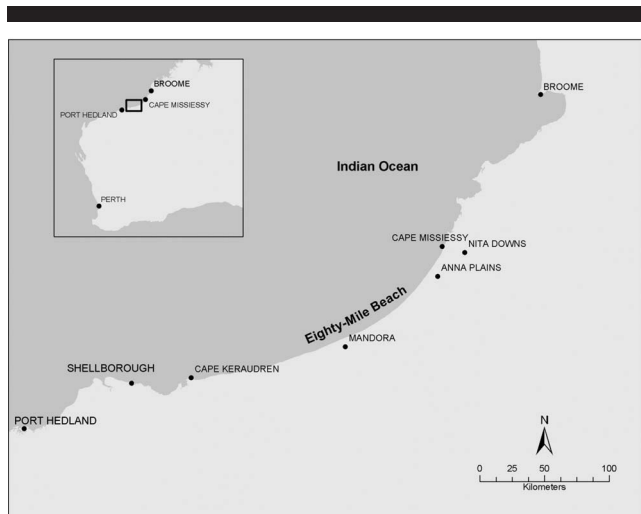 BROOME
CAPE MISSIESSY
PORT HEDLAND
PERTH
BROOME
Indian Ocean
CAPE MISSIESSY
NITA DOWNS
ANNA PLAINS
Eighty-Mile Beach
MANDORA
SHELLBOROUGH
CAPE KERAUDREN
PORT HEDLAND
N
0 25 50 100
Kilometers